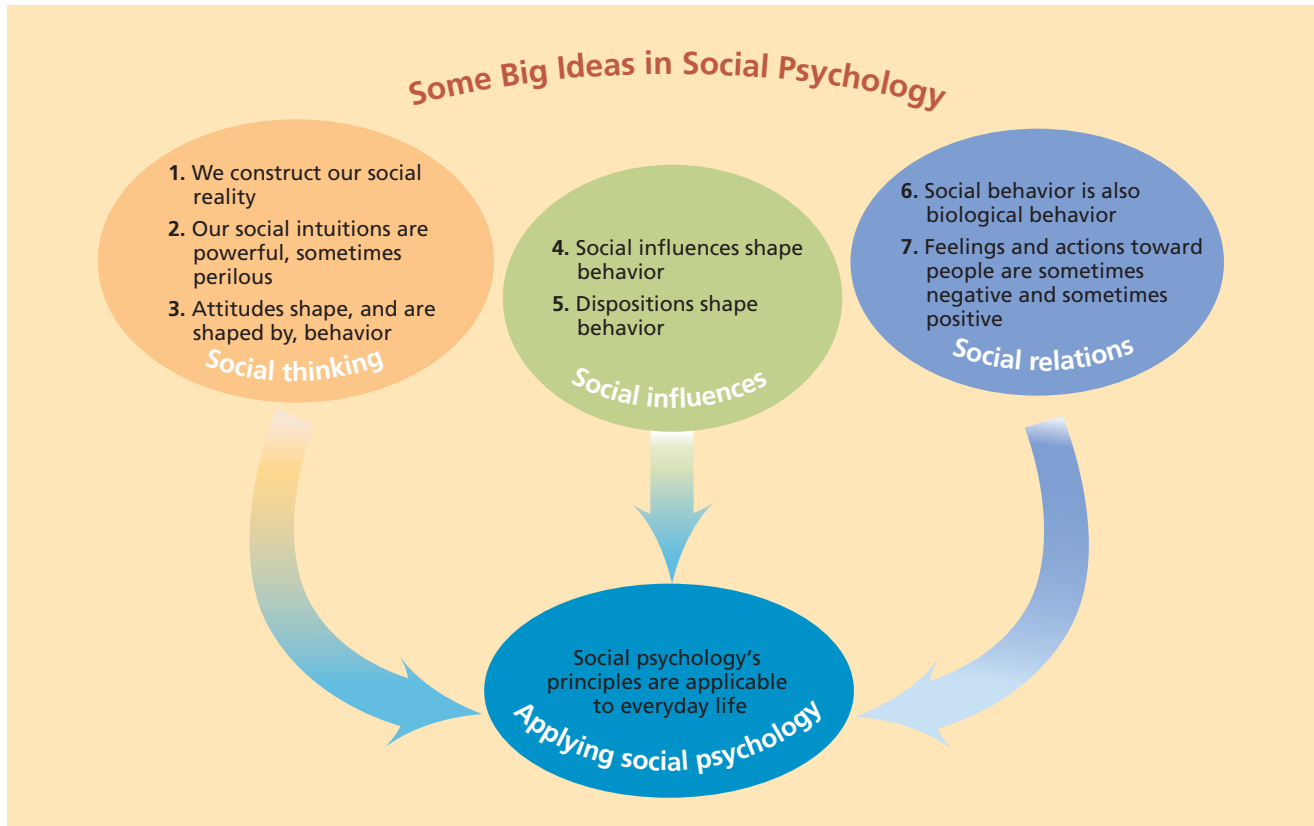 Some Big Ideas in Social Psychology
1. We construct our social
reality
2. Our social intuitions are
powerful, sometimes
perilous
3. Attitudes shape, and are
shaped by, behavior
Social thinking
4. Social influences shape
behavior
5. Dispositions shape
behavior
Social influences
6. Social behavior is also
biological behavior
7. Feelings and actions toward
people are sometimes
negative and sometimes
positive
Social relations
Social psychology's
principles are applicable
to everyday life
Applying social psychology